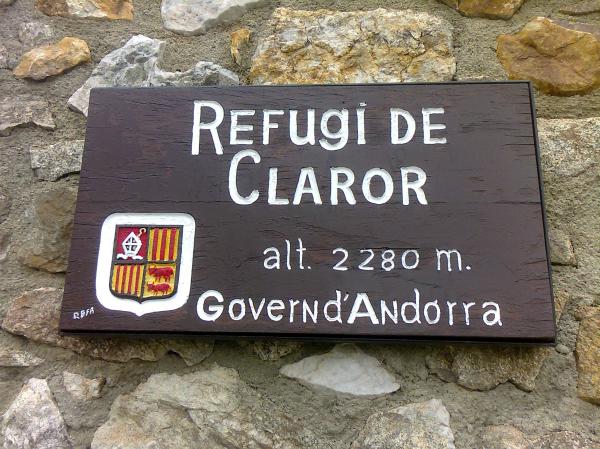 REFUGI DE
CLAROR
alt. 2280 m.
GOVERN d'ANDORRA